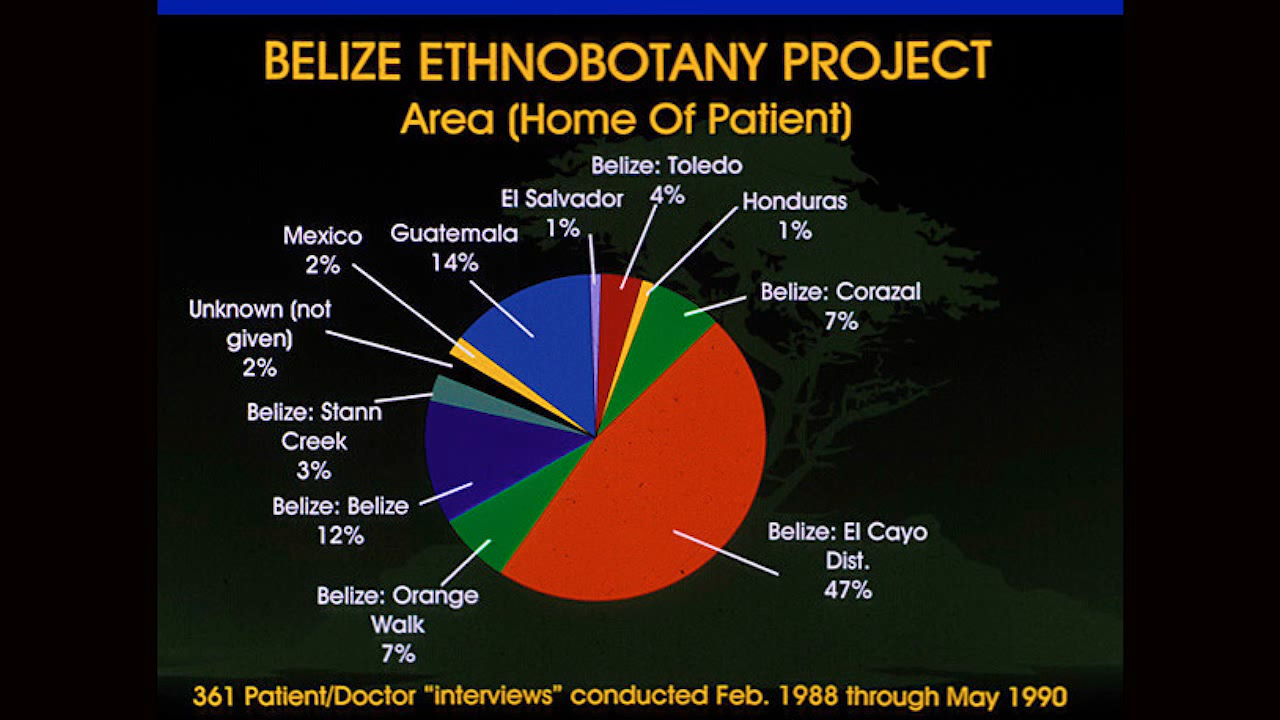 BELIZE ETHNOBOTANY PROJECT
Area (Home Of Patient)
Belize: Toledo
4%
El Salvador
1%
Honduras
1%
Mexico
2%
Guatemala
14%
Belize: Corazal
7%
Unknown (not
given)
2%
Belize: Stann
Creek
3%
Belize: Belize
12%
Belize: El Cayo
Dist.
47%
Belize: Orange
Walk
7%
361 Patient/Doctor “interviews” conducted Feb. 1988 through May 1990